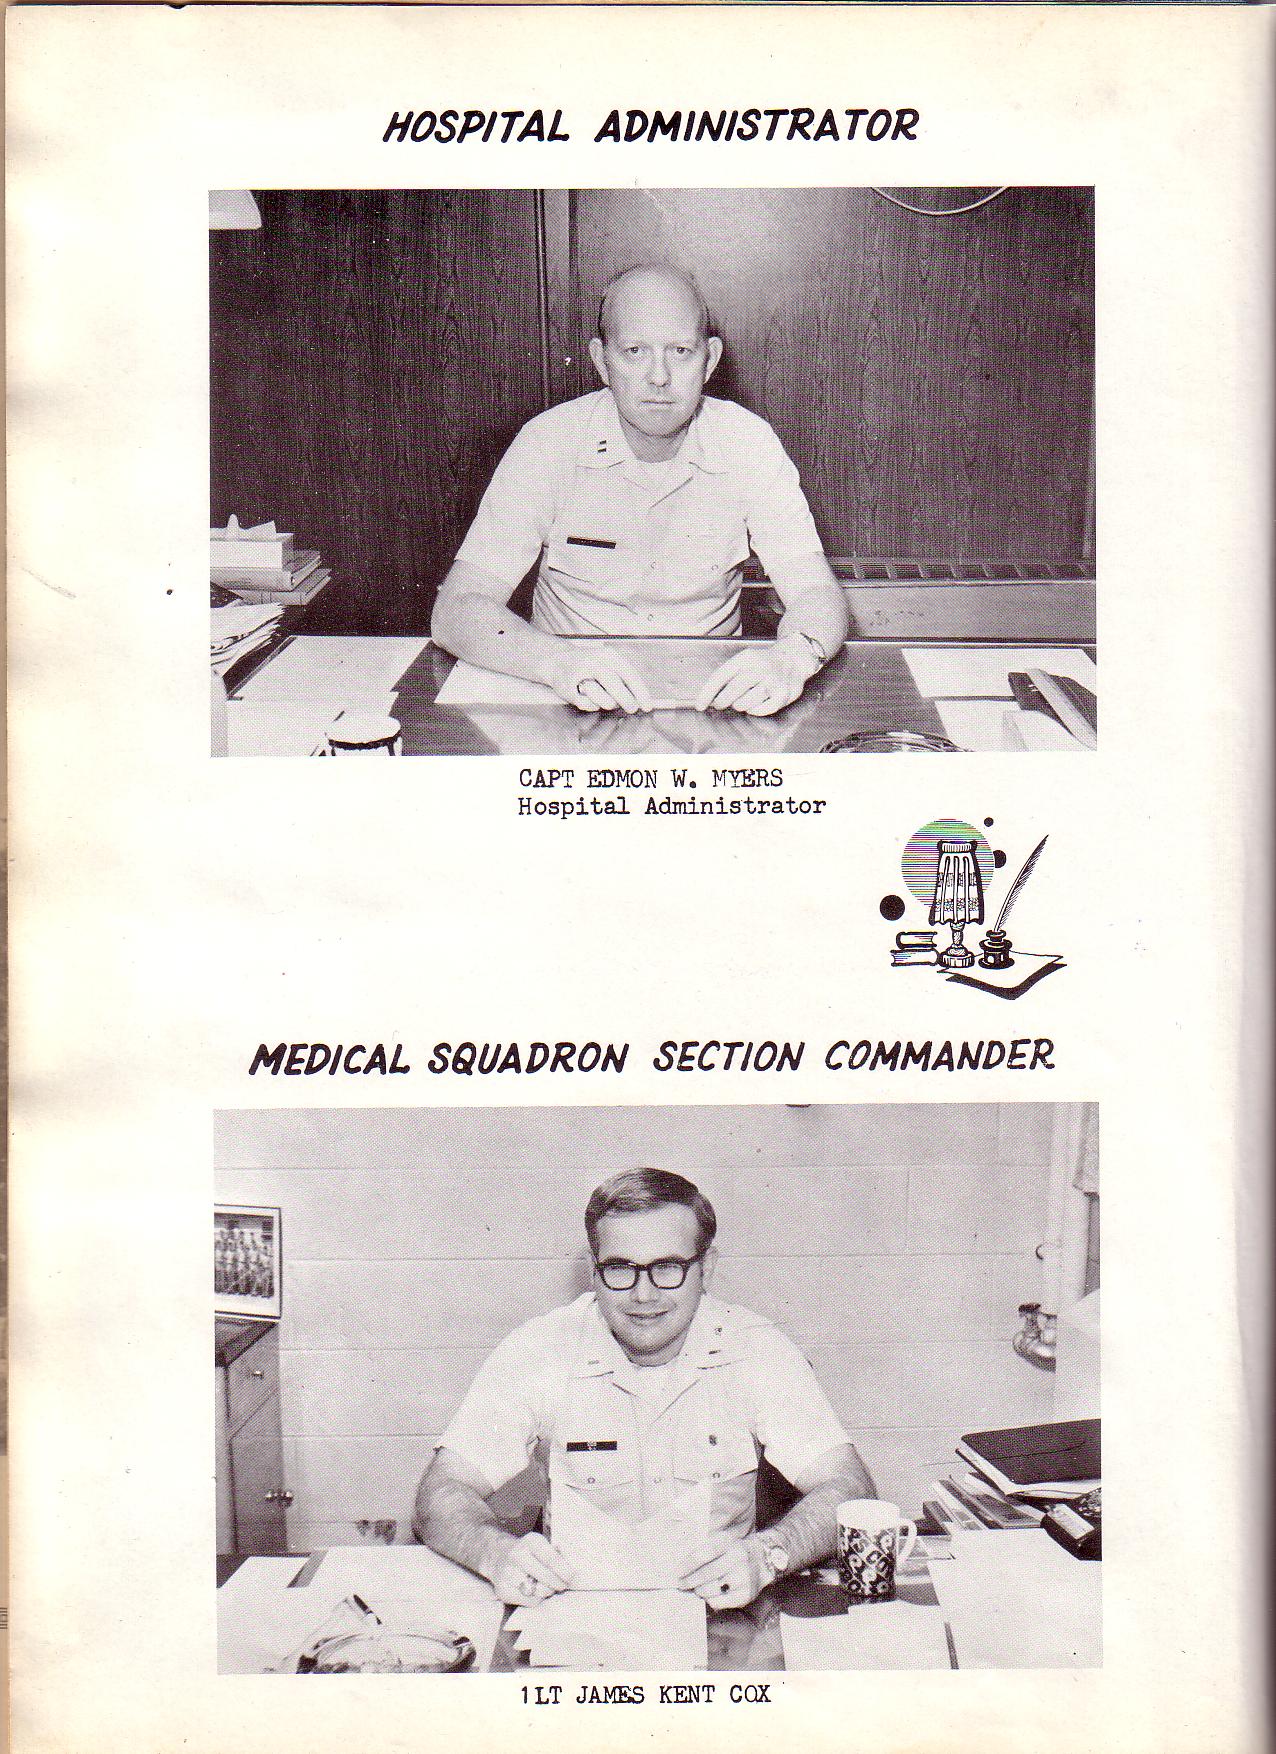 HOSPITAL ADMINISTRATOR
CAPT EDMON W. MYERS
Hospital Administrator
MEDICAL SQUADRON SECTION COMMANDER
1LT JAMES KENT COX